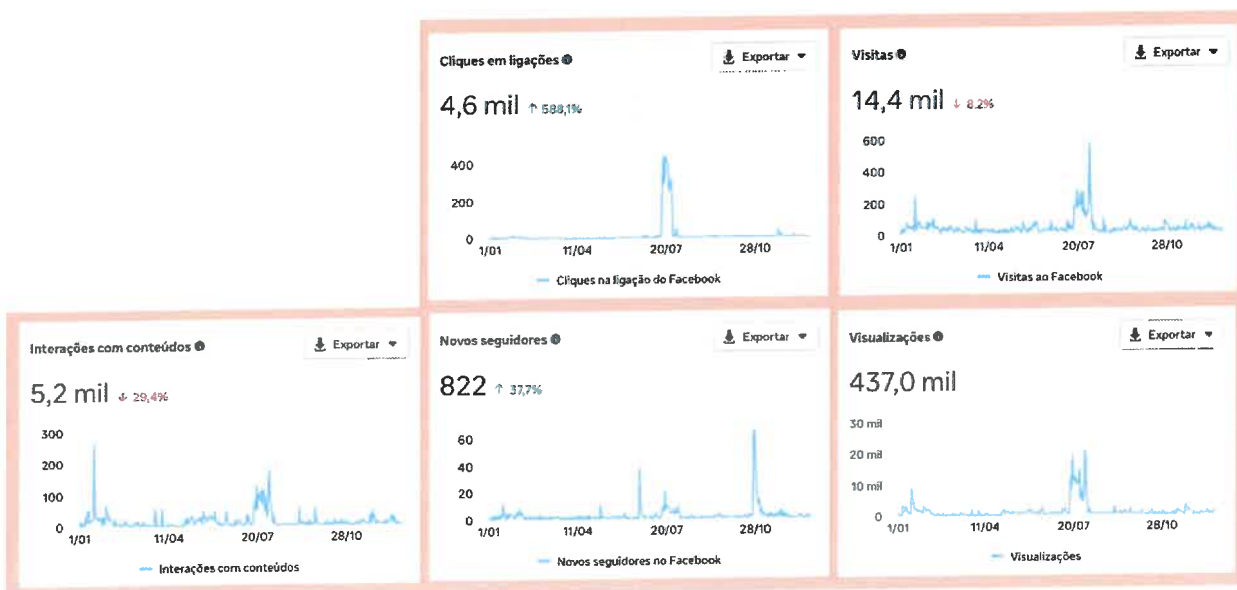 Cliques em ligações
Exportar
4,6 mil ↑ 588,1%
400
200
0
1/01 11/04 20/07 28/10
Cliques na ligação do Facebook
Visitas
Exportar
14,4 mil ↓ 8.2%
600
400
200
0
1/01 11/04 20/07 28/10
Visitas ao Facebook
Interações com conteúdos
Exportar
5,2 mil ↓ 29,4%
300
200
100
0
1/01 11/04 20/07 28/10
Interações com conteúdos
Novos seguidores
Exportar
822 ↑ 37,7%
60
40
20
0
1/01 11/04 20/07 28/10
Novos seguidores no Facebook
Visualizações
Exportar
437,0 mil
30 mil
20 mil
10 mil
0
1/01 11/04 20/07 28/10
Visualizações